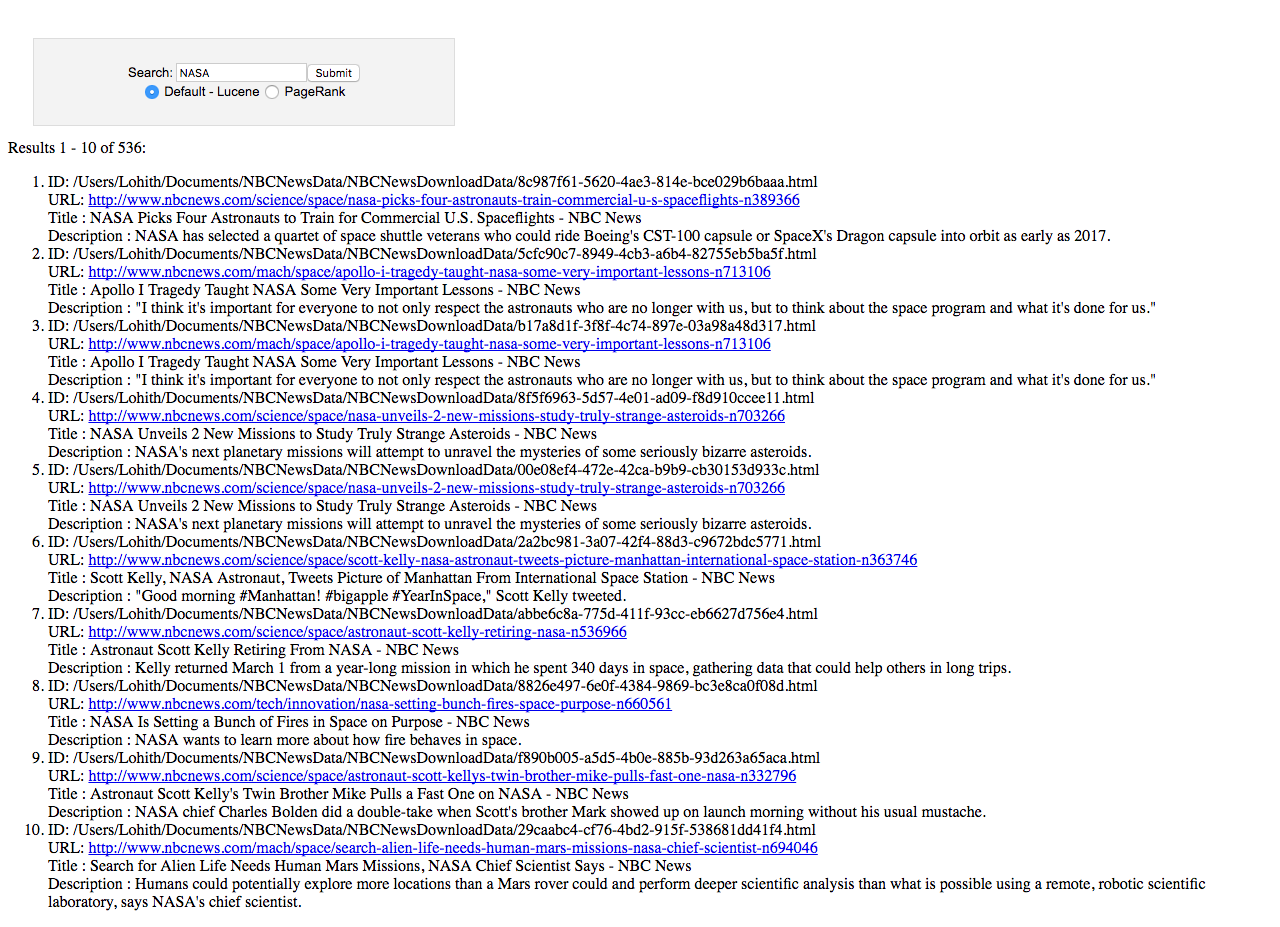 Search: NASA Submit
Default - Lucene PageRank
Results 1 - 10 of 536:
1. ID: /Users/Lohith/Documents/NBCNewsData/NBCNewsDownloadData/8c987f61-5620-4ae3-814e-bce029b6baaa.html
URL: http://www.nbcnews.com/science/space/nasa-picks-four-astronauts-train-commercial-u-s-spaceflights-n389366
Title : NASA Picks Four Astronauts to Train for Commercial U.S. Spaceflights - NBC News
Description : NASA has selected a quartet of space shuttle veterans who could ride Boeing's CST-100 capsule or SpaceX's Dragon capsule into orbit as early as 2017.
2. ID: /Users/Lohith/Documents/NBCNewsData/NBCNewsDownloadData/5cfc90c7-8949-4cb3-a6b4-82755eb5ba5f.html
URL: http://www.nbcnews.com/mach/space/apollo-i-tragedy-taught-nasa-some-very-important-lessons-n713106
Title : Apollo I Tragedy Taught NASA Some Very Important Lessons - NBC News
Description : "I think it's important for everyone to not only respect the astronauts who are no longer with us, but to think about the space program and what it's done for us."
3. ID: /Users/Lohith/Documents/NBCNewsData/NBCNewsDownloadData/b17a8d1f-3f8f-4c74-897e-03a98a48d317.html
URL: http://www.nbcnews.com/mach/space/apollo-i-tragedy-taught-nasa-some-very-important-lessons-n713106
Title : Apollo I Tragedy Taught NASA Some Very Important Lessons - NBC News
Description : "I think it's important for everyone to not only respect the astronauts who are no longer with us, but to think about the space program and what it's done for us."
4. ID: /Users/Lohith/Documents/NBCNewsData/NBCNewsDownloadData/8f5f6963-5d57-4e01-ad09-f8d910ccee11.html
URL: http://www.nbcnews.com/science/space/nasa-unveils-2-new-missions-study-truly-strange-asteroids-n703266
Title : NASA Unveils 2 New Missions to Study Truly Strange Asteroids - NBC News
Description : NASA's next planetary missions will attempt to unravel the mysteries of some seriously bizarre asteroids.
5. ID: /Users/Lohith/Documents/NBCNewsData/NBCNewsDownloadData/00e08ef4-472e-42ca-b9b9-cb30153d933c.html
URL: http://www.nbcnews.com/science/space/nasa-unveils-2-new-missions-study-truly-strange-asteroids-n703266
Title : NASA Unveils 2 New Missions to Study Truly Strange Asteroids - NBC News
Description : NASA's next planetary missions will attempt to unravel the mysteries of some seriously bizarre asteroids.
6. ID: /Users/Lohith/Documents/NBCNewsData/NBCNewsDownloadData/2a2bc981-3a07-42f4-88d3-c9672bdc5771.html
URL: http://www.nbcnews.com/science/space/scott-kelly-nasa-astronaut-tweets-picture-manhattan-international-space-station-n363746
Title : Scott Kelly, NASA Astronaut, Tweets Picture of Manhattan From International Space Station - NBC News
Description : "Good morning #Manhattan! #bigapple #YearInSpace," Scott Kelly tweeted.
7. ID: /Users/Lohith/Documents/NBCNewsData/NBCNewsDownloadData/abbe6c8a-775d-411f-93cc-eb6627d756e4.html
URL: http://www.nbcnews.com/science/space/astronaut-scott-kelly-retiring-nasa-n536966
Title : Astronaut Scott Kelly Retiring From NASA - NBC News
Description : Kelly returned March 1 from a year-long mission in which he spent 340 days in space, gathering data that could help others in long trips.
8. ID: /Users/Lohith/Documents/NBCNewsData/NBCNewsDownloadData/8826e497-6e0f-4384-9869-bc3e8ca0f08d.html
URL: http://www.nbcnews.com/tech/innovation/nasa-setting-bunch-fires-space-purpose-n660561
Title : NASA Is Setting a Bunch of Fires in Space on Purpose - NBC News
Description : NASA wants to learn more about how fire behaves in space.
9. ID: /Users/Lohith/Documents/NBCNewsData/NBCNewsDownloadData/f890b005-a5d5-4b0e-885b-93d263a65aca.html
URL: http://www.nbcnews.com/science/space/astronaut-scott-kellys-twin-brother-mike-pulls-fast-one-nasa-n332796
Title : Astronaut Scott Kelly's Twin Brother Mike Pulls a Fast One on NASA - NBC News
Description : NASA chief Charles Bolden did a double-take when Scott's brother Mark showed up on launch morning without his usual mustache.
10. ID: /Users/Lohith/Documents/NBCNewsData/NBCNewsDownloadData/29caabc4-cf76-4bd2-915f-538681dd41f4.html
URL: http://www.nbcnews.com/mach/space/search-alien-life-needs-human-mars-missions-nasa-chief-scientist-n694046
Title : Search for Alien Life Needs Human Mars Missions, NASA Chief Scientist Says - NBC News
Description : Humans could potentially explore more locations than a Mars rover could and perform deeper scientific analysis than what is possible using a remote, robotic scientific
laboratory, says NASA's chief scientist.